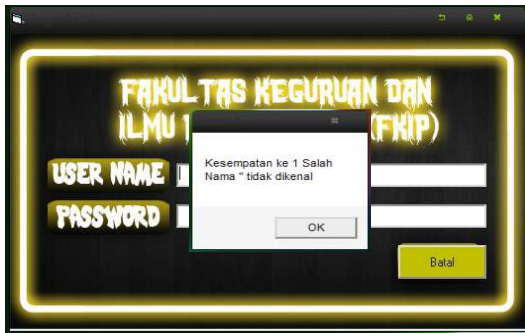 FAKULTAS KEGURUAN DAN
ILMU (FKIP)
Kesempatan ke 1 Salah
Nama '' tidak dikenal
OK
USER NAME
PASSWORD
Batal